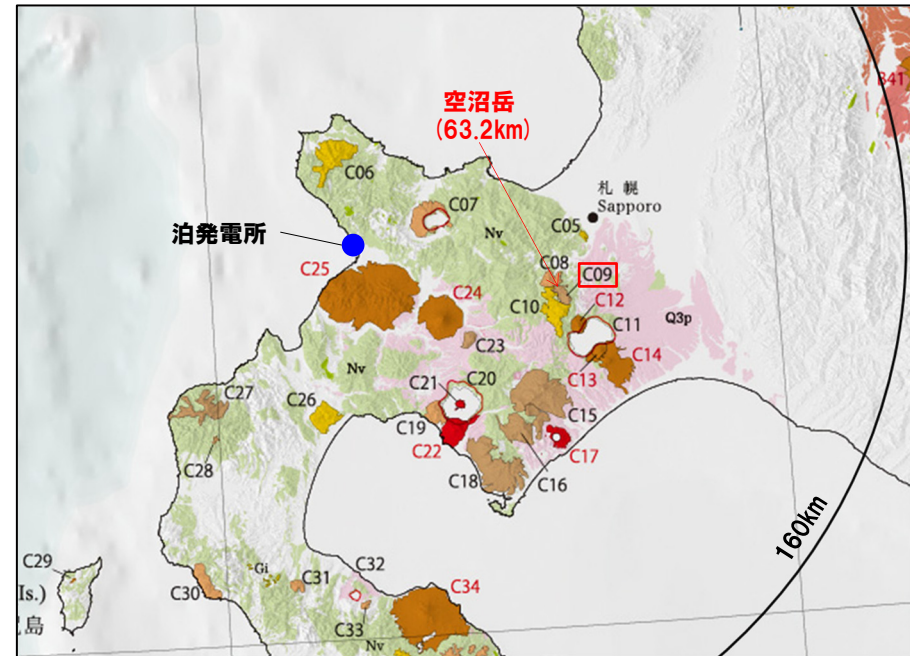 B41
空沼岳
(63.2km)
C06
札幌
Sapporo
C07
C05
Nv
泊発電所
C25
C08
C09
C24
C10
C12
C11
Q3p
C23
C14
C13
Nv
C21
C20
C27
C26
C15
C19
C22
C17
C28
C18
C16
160km
C29
C32
Gi
C31
C34
Is.)
C30
C33
島
Nv